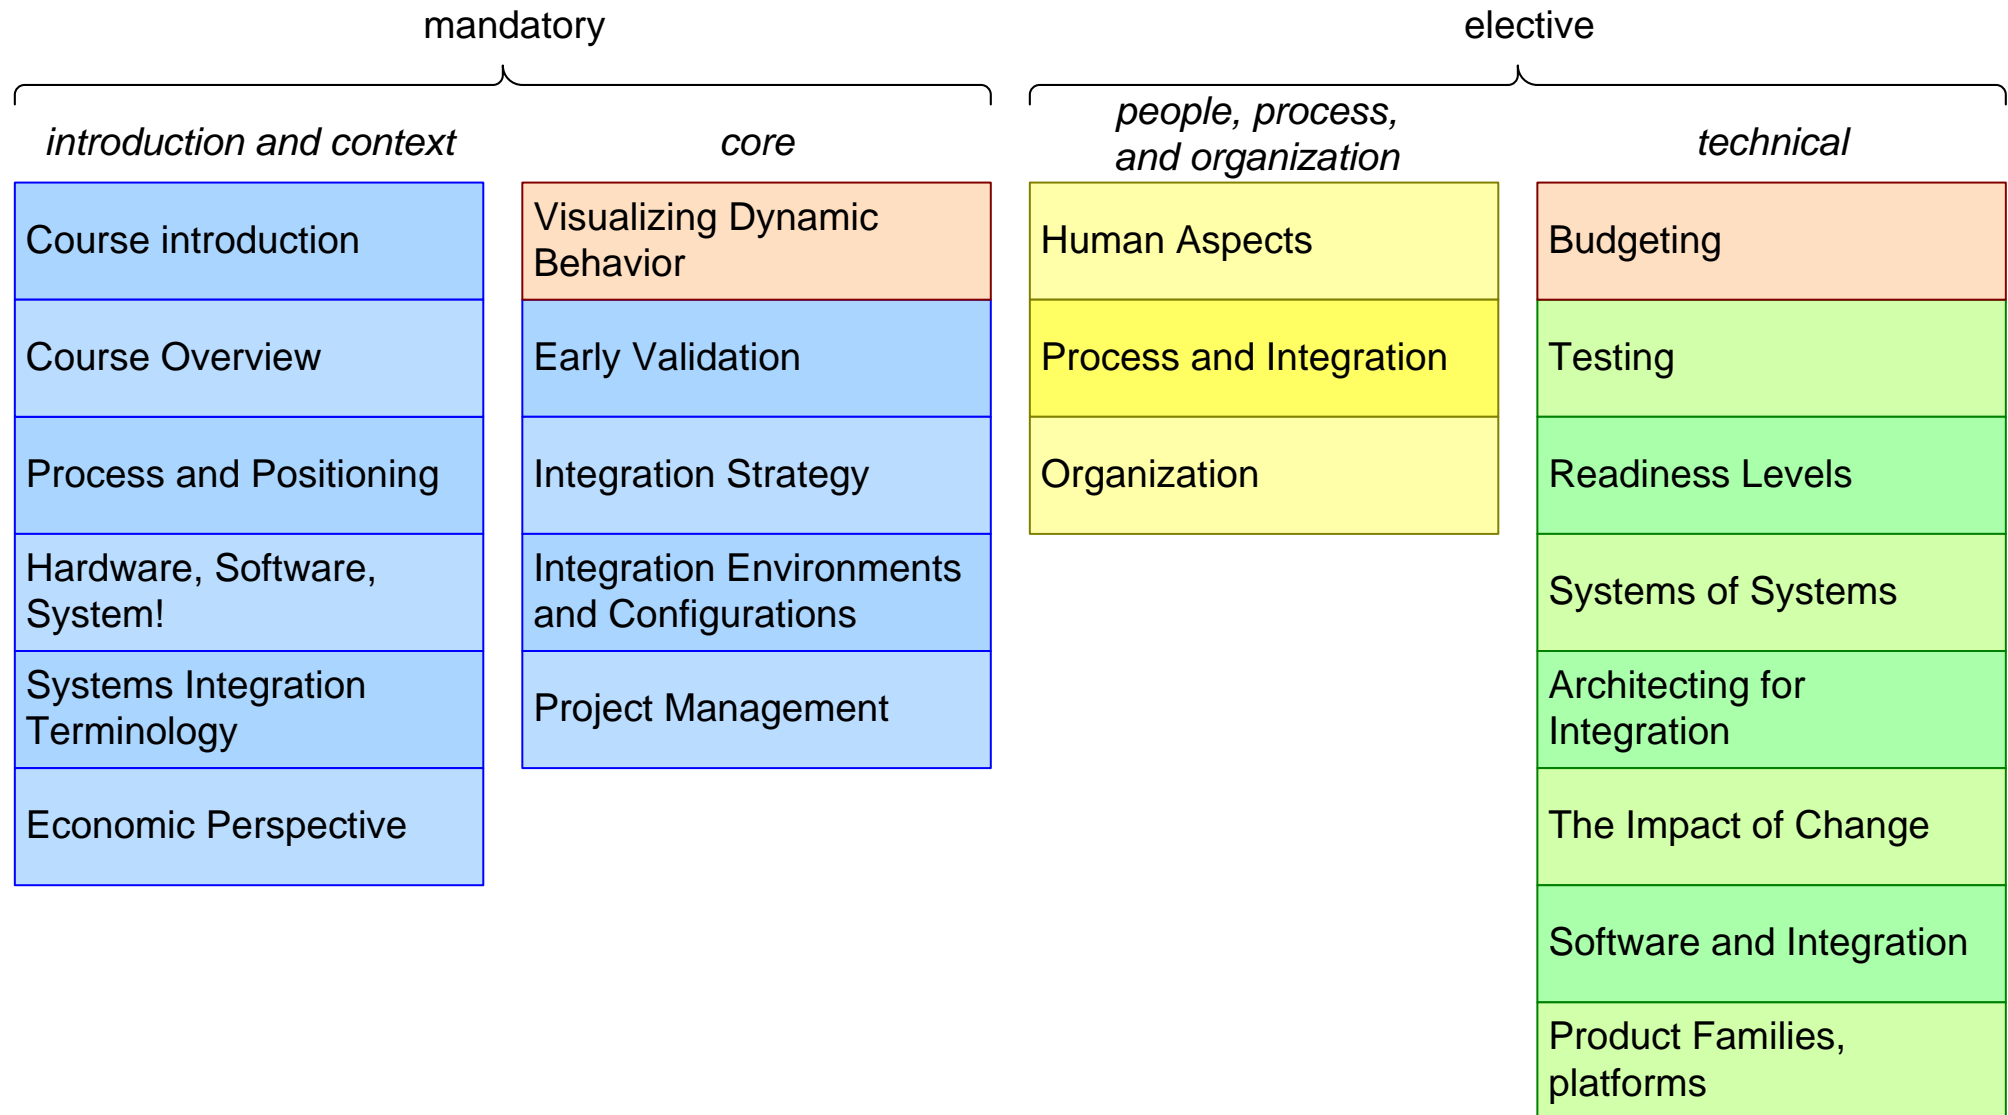 mandatory
elective
introduction and context
core
people, process,
and organization
technical
Course introduction
Course Overview
Process and Positioning
Hardware, Software,
System!
Systems Integration
Terminology
Economic Perspective
Visualizing Dynamic
Behavior
Early Validation
Integration Strategy
Integration Environments
and Configurations
Project Management
Human Aspects
Process and Integration
Organization
Budgeting
Testing
Readiness Levels
Systems of Systems
Architecting for
Integration
The Impact of Change
Software and Integration
Product Families,
platforms